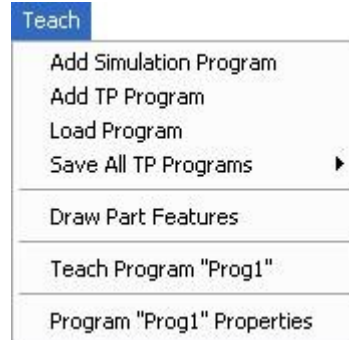 Teach
Add Simulation Program
Add TP Program
Load Program
Save All TP Programs
Draw Part Features
Teach Program "Prog1"
Program "Prog1" Properties